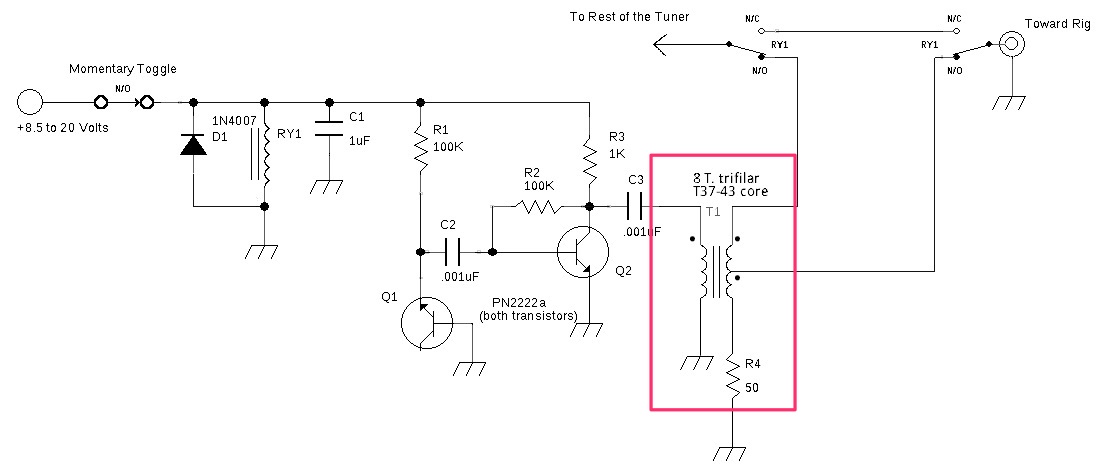 To Rest of the Tuner
N/C
N/C
Toward Rig
RY1
RY1
N/O
N/O
Momentary Toggle
N/O
+8.5 to 20 Volts
1N4007
D1
RY1
C1
1uF
R1
100K
R3
1K
R2
100K
C3
.001uF
8 T. trifilar
T37-43 core
T1
C2
.001uF
Q2
Q1
PN2222a
(both transistors)
R4
50